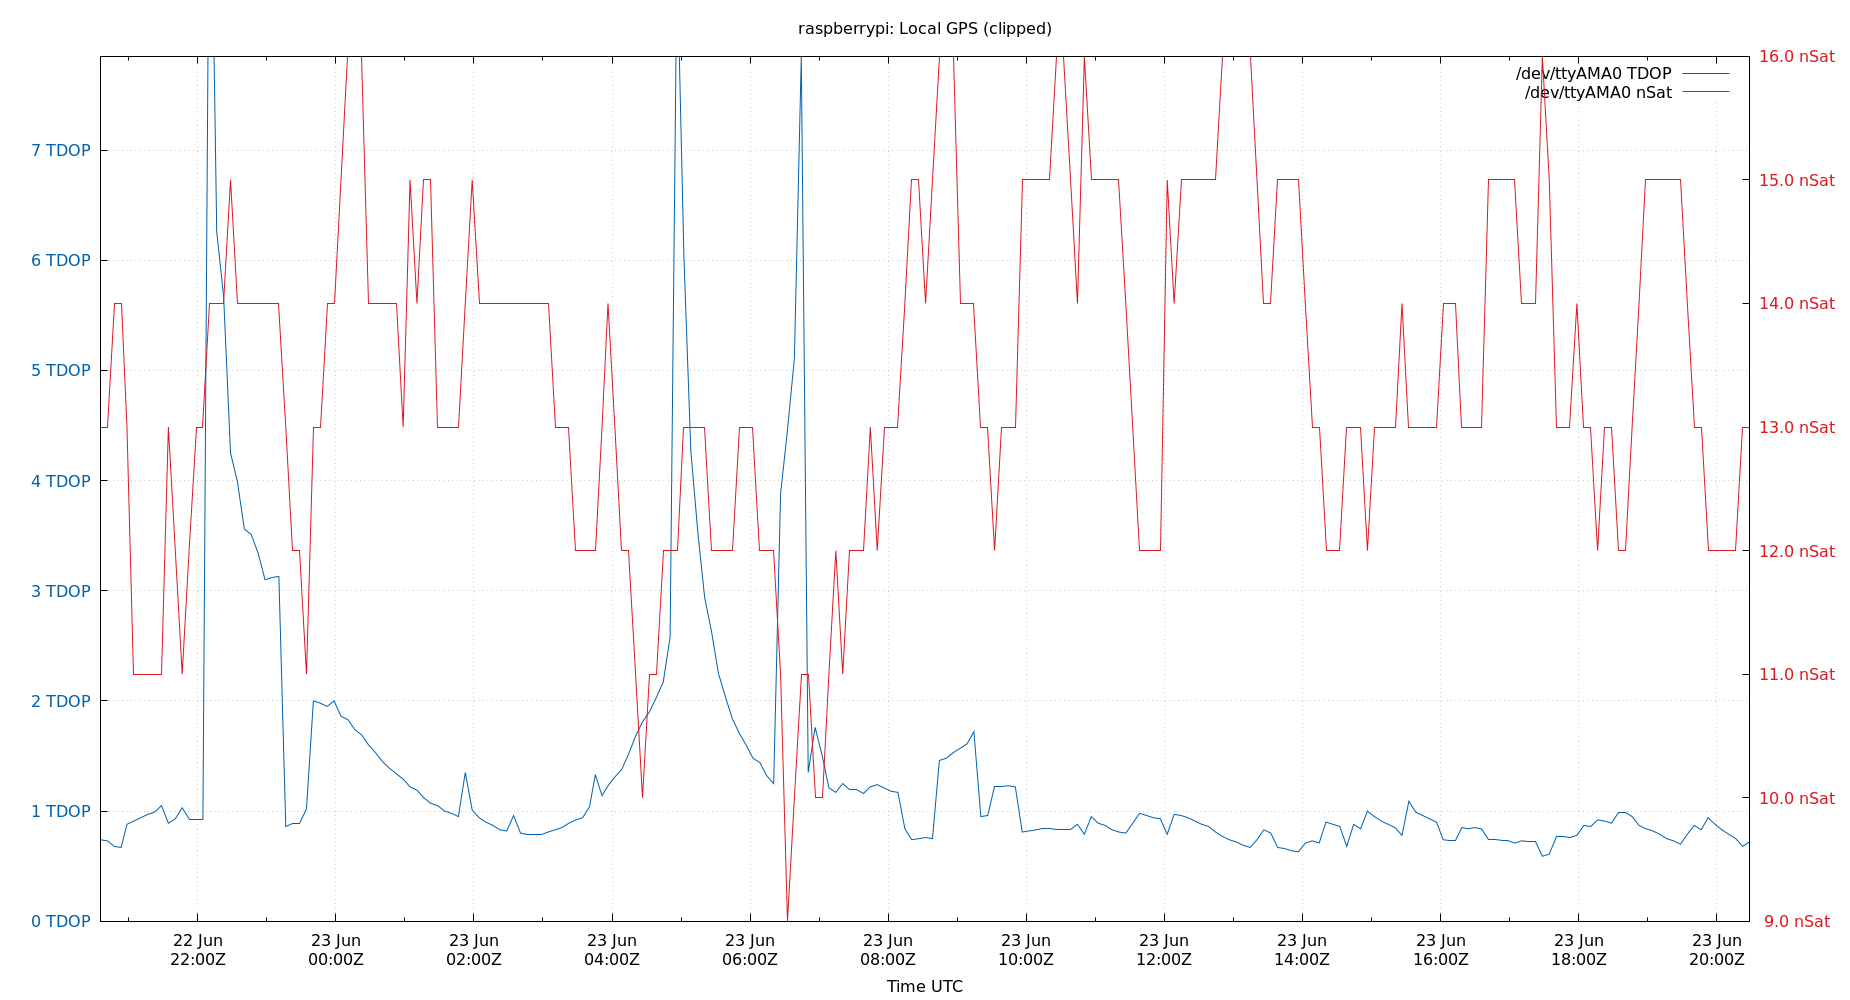 raspberrypi: Local GPS (clipped)
/dev/ttyAMA0 TDOP
/dev/ttyAMA0 nSat
7 TDOP
6 TDOP
5 TDOP
4 TDOP
3 TDOP
2 TDOP
1 TDOP
0 TDOP
16.0 nSat
15.0 nSat
14.0 nSat
13.0 nSat
12.0 nSat
11.0 nSat
10.0 nSat
9.0 nSat
22 Jun
22:00Z
23 Jun
00:00Z
23 Jun
02:00Z
23 Jun
04:00Z
23 Jun
06:00Z
23 Jun
08:00Z
23 Jun
10:00Z
23 Jun
12:00Z
23 Jun
14:00Z
23 Jun
16:00Z
23 Jun
18:00Z
23 Jun
20:00Z
Time UTC